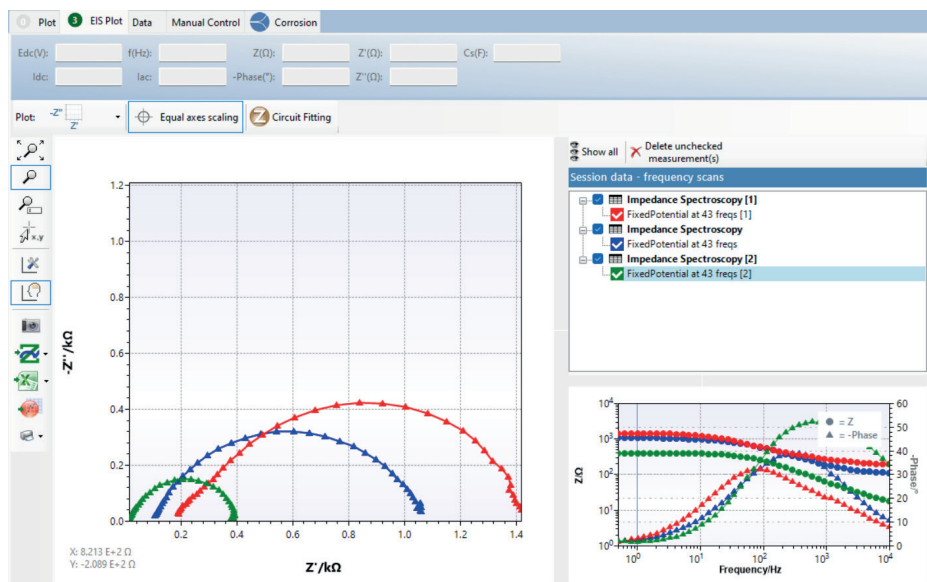 0 Plot 3 EIS Plot Data Manual Control Corrosion
Edc(V): f(Hz): Z(Ω): Z'(Ω): Cs(F):
Idc: Iac: -Phase(°): Z''(Ω):
Plot: -Z'' Z' Equal axes scaling Circuit Fitting
x,y
1.2
1.0
0.8
0.6
0.4
0.2
0.0
-Z''/kΩ
0.2 0.4 0.6 0.8 1.0 1.2 1.4
X: 8.213 E+2 Ω
Y: -2.089 E+2 Ω
Z'/kΩ
Show all Delete unchecked
measurement(s)
Session data - frequency scans
Impedance Spectroscopy [1]
FixedPotential at 43 freqs [1]
Impedance Spectroscopy
FixedPotential at 43 freqs
Impedance Spectroscopy [2]
FixedPotential at 43 freqs [2]
10⁴ 60
10³ 50
10² 40
10¹ 30
10⁰ 20
10
0
Z/Ω
= Z
= -Phase
-Phase/°
10⁰ 10¹ 10² 10³ 10⁴
Frequency/Hz